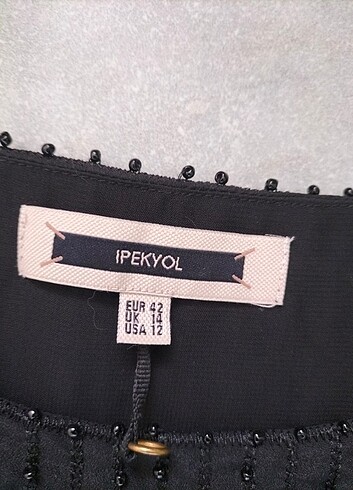 IPEKYOL
EUR 42
UK 14
USA 12